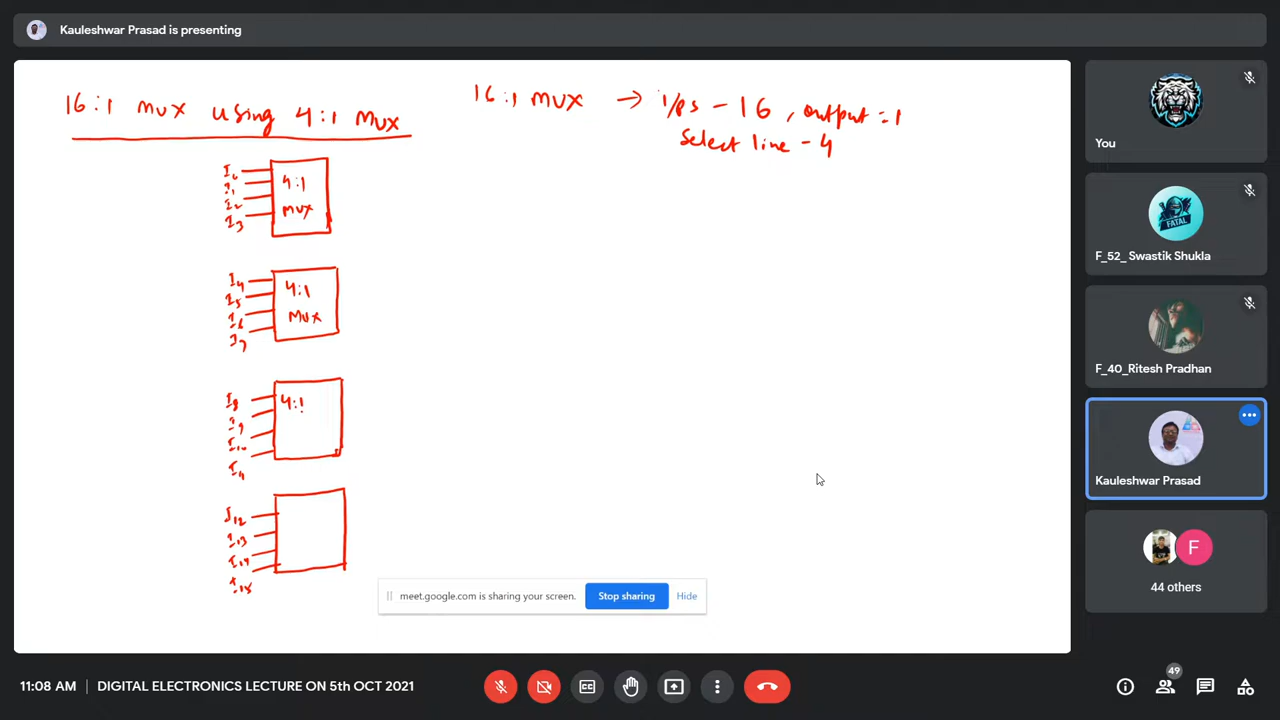 Kauleshwar Prasad is presenting
16:1 MUX using 4:1 MUX
16:1 MUX → i/ps - 16, output = 1
Select line - 4
I0
I1
I2
I3
4:1
MUX
I4
I5
I6
I7
4:1
MUX
I8
I9
I10
I11
4:1
I12
I13
I14
I15
You
F_52_ Swastik Shukla
FATAL
F_40_Ritesh Pradhan
Kauleshwar Prasad
F
44 others
meet.google.com is sharing your screen.
Stop sharing
Hide
11:08 AM | DIGITAL ELECTRONICS LECTURE ON 5th OCT 2021
CC
49